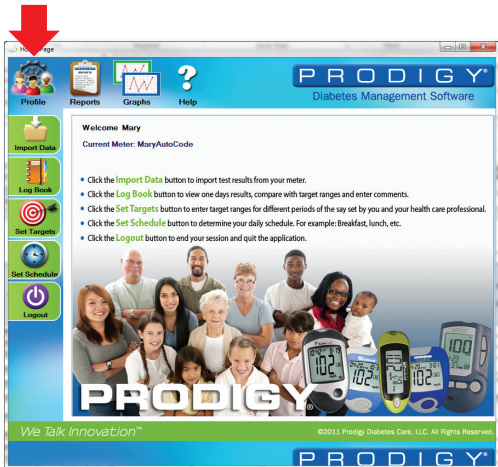 Home Page
PRODIGY®
Profile
Reports
Graphs
Help
Diabetes Management Software
Welcome Mary
Current Meter: MaryAutoCode
Import Data
Log Book
Set Targets
Set Schedule
Logout
• Click the Import Data button to import test results from your meter.
• Click the Log Book button to view one days results, compare with target ranges and enter comments.
• Click the Set Targets button to enter target ranges for different periods of the say set by you and your health care professional.
• Click the Set Schedule button to determine your daily schedule. For example: Breakfast, lunch, etc.
• Click the Logout button to end your session and quit the application.
PRODIGY®
102
102
102
100
We Talk Innovation™
©2011 Prodigy Diabetes Care, LLC. All Rights Reserved.
PRODIGY®